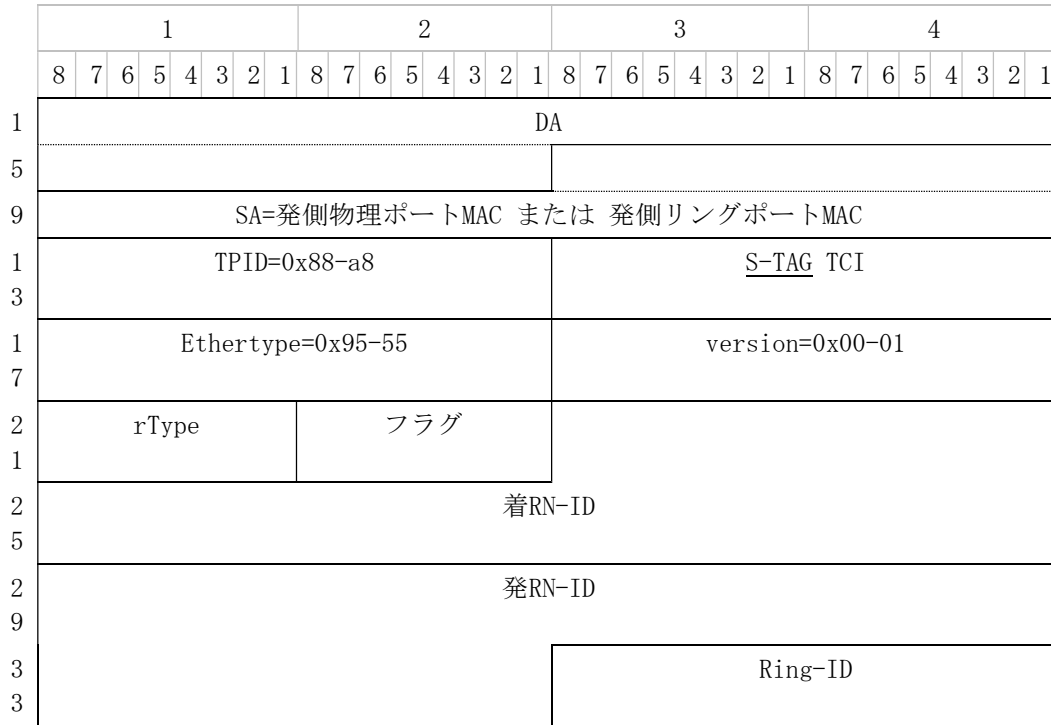 1 2 3 4
8 7 6 5 4 3 2 1 8 7 6 5 4 3 2 1 8 7 6 5 4 3 2 1 8 7 6 5 4 3 2 1
1 DA
5
9 SA=発側物理ポートMAC または 発側リングポートMAC
1 TPID=0x88-a8 S-TAG TCI
3
1 Ethertype=0x95-55 version=0x00-01
7
2 rType フラグ
1
2 着RN-ID
5
2 発RN-ID
9
3 Ring-ID
3